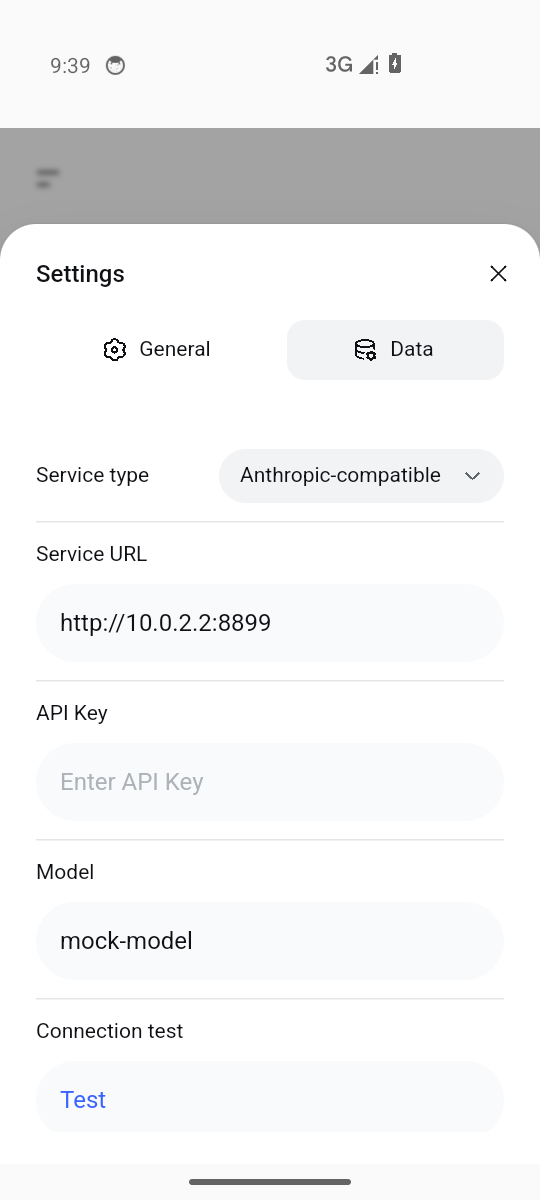 9:39
3G
Settings
General
Data
Service type
Anthropic-compatible
Service URL
http://10.0.2.2:8899
API Key
Enter API Key
Model
mock-model
Connection test
Test